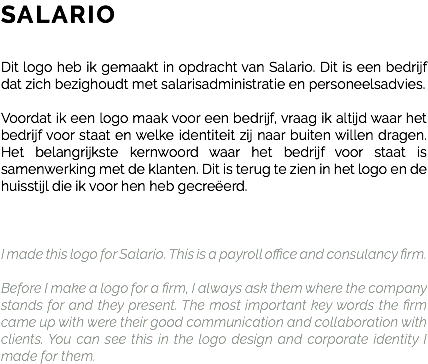 SALARIO
Dit logo heb ik gemaakt in opdracht van Salario. Dit is een bedrijf
dat zich bezighoudt met salarisadministratie en personeelsadvies.
Voordat ik een logo maak voor een bedrijf, vraag ik altijd waar het
bedrijf voor staat en welke identiteit zij naar buiten willen dragen.
Het belangrijkste kernwoord waar het bedrijf voor staat is
samenwerking met de klanten. Dit is terug te zien in het logo en de
huisstijl die ik voor hen heb gecreëerd.
I made this logo for Salario. This is a payroll office and consulancy firm.
Before I make a logo for a firm, I always ask them where the company
stands for and they present. The most important key words the firm
came up with were their good communication and collaboration with
clients. You can see this in the logo design and corporate identity I
made for them.